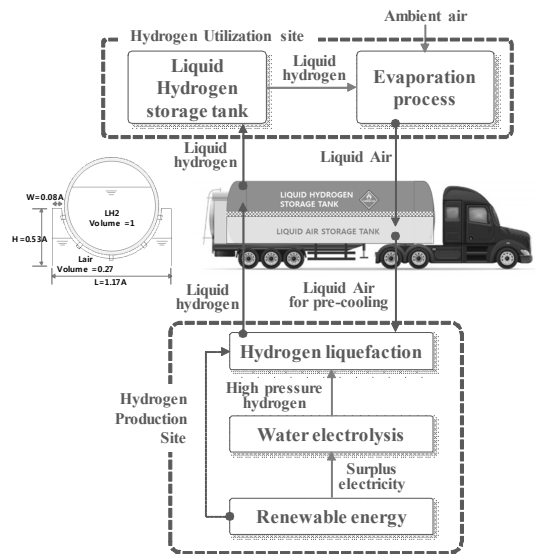 Ambient air
Hydrogen Utilization site
Liquid
Hydrogen
storage tank
Liquid
hydrogen
Evaporation
process
Liquid
hydrogen
Liquid Air
W=0.08A
LH2
Volume =1
H=0.53A
Lair
Volume =0.27
L=1.17A
LIQUID HYDROGEN
STORAGE TANK
LIQUID AIR STORAGE TANK
Liquid
hydrogen
Liquid Air
for pre-cooling
Hydrogen liquefaction
High pressure
hydrogen
Hydrogen
Production
Site
Water electrolysis
Surplus
electricity
Renewable energy